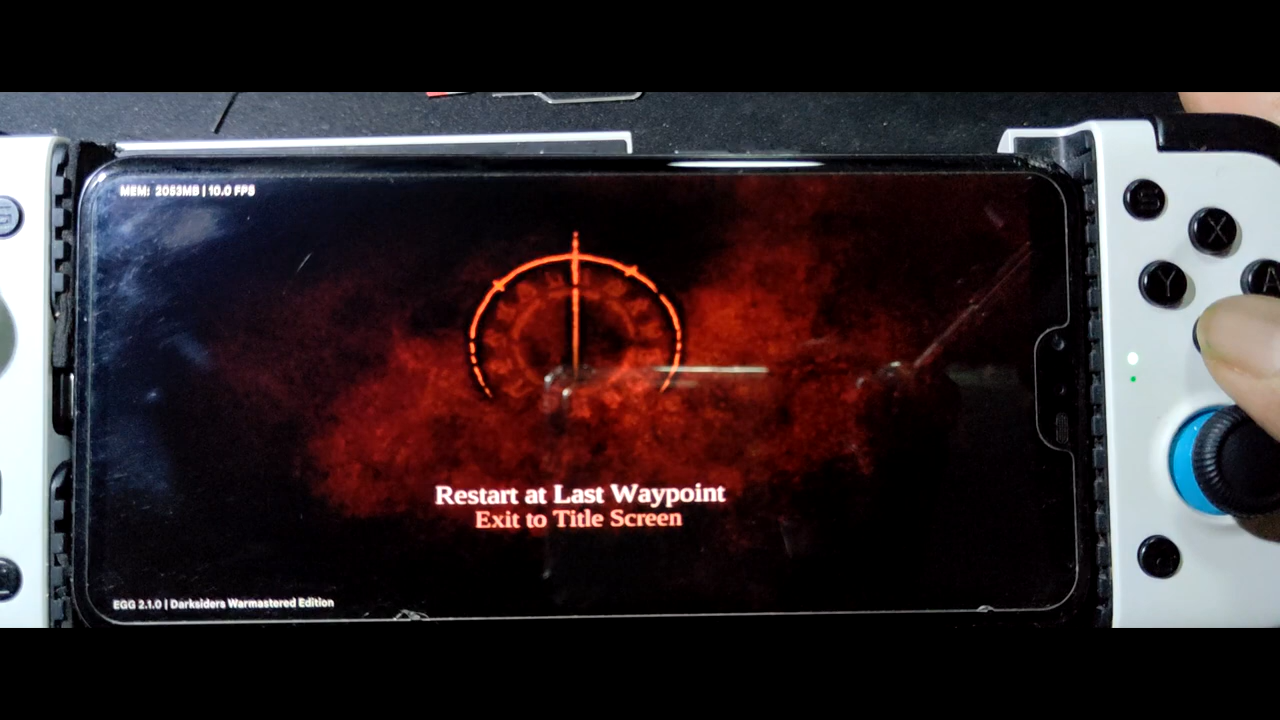 MEM: 2053MB | 10.0 FPS
Restart at Last Waypoint
Exit to Title Screen
EGG 2.1.0 | Darksiders Warmastered Edition
S
X
Y
A